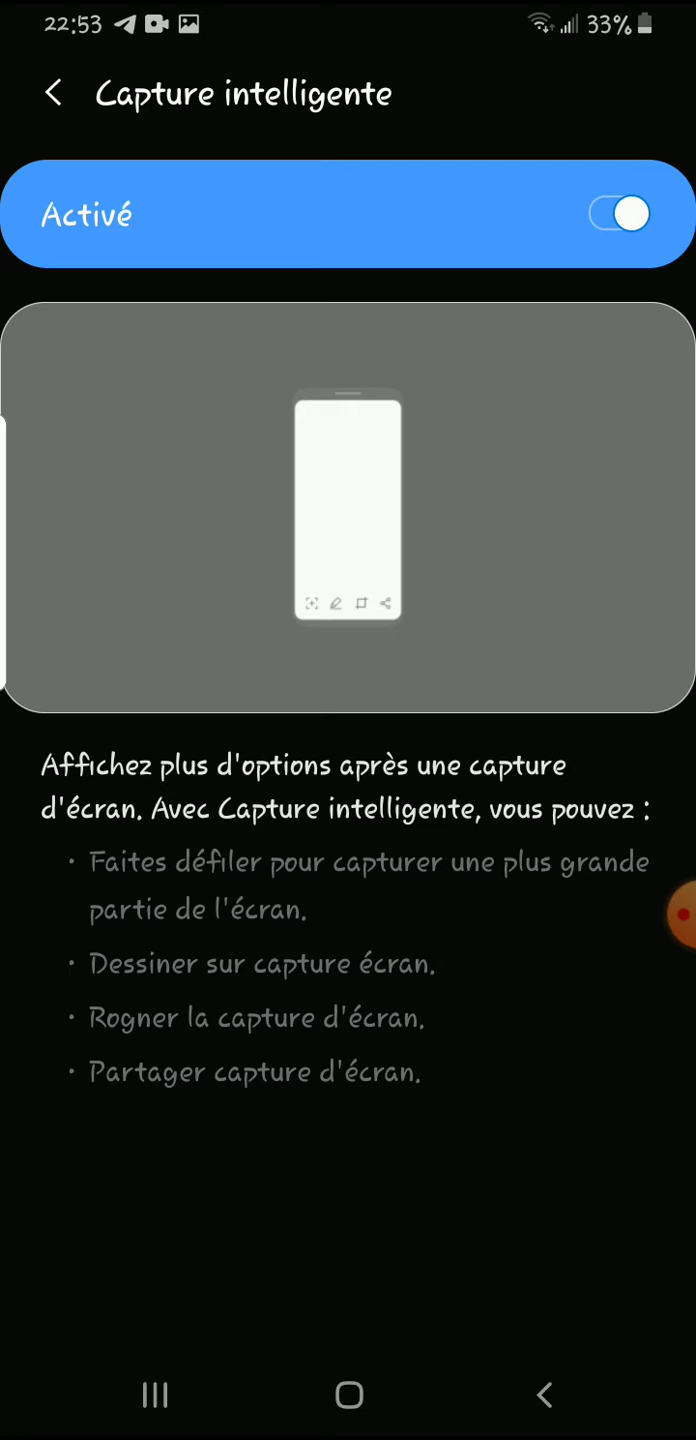 22:53
33%
Capture intelligente
Activé
Affichez plus d'options après une capture
d'écran. Avec Capture intelligente, vous pouvez :
• Faites défiler pour capturer une plus grande
partie de l'écran.
• Dessiner sur capture écran.
• Rogner la capture d'écran.
• Partager capture d'écran.